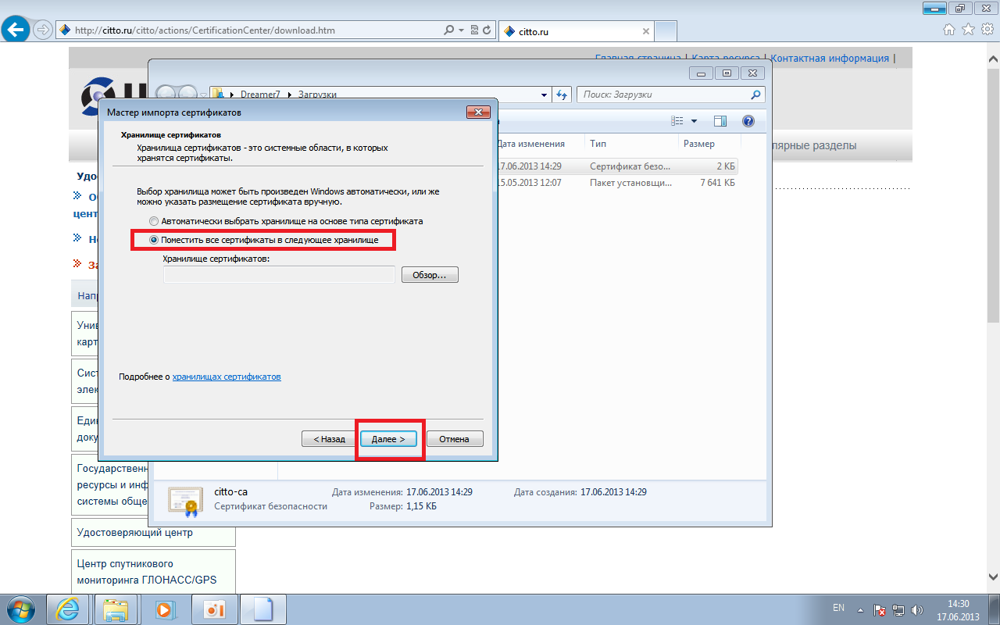 http://citto.ru/citto/actions/CertificationCenter/download.htm
citto.ru
Главная страница | Карта ресурса | Контактная информация |
Dreamer7
Загрузки
Поиск: Загрузки
Мастер импорта сертификатов
Хранилище сертификатов
Хранилища сертификатов - это системные области, в которых
хранятся сертификаты.
Выбор хранилища может быть произведен Windows автоматически, или же
можно указать размещение сертификата вручную.
Автоматически выбрать хранилище на основе типа сертификата
Поместить все сертификаты в следующее хранилище
Хранилище сертификатов:
Обзор...
Подробнее о хранилищах сертификатов
< Назад
Далее >
Отмена
Дата изменения
Тип
Размер
17.06.2013 14:29
Сертификат безо...
2 КБ
15.05.2013 12:07
Пакет установщи...
7 641 КБ
лярные разделы
Удо
цент
Напр
Унив
карт
Сист
элек
Един
доку
Государственн
ресурсы и инф
системы обще
Удостоверяющий центр
Центр спутникового
мониторинга ГЛОНАСС/GPS
citto-ca
Дата изменения: 17.06.2013 14:29
Дата создания: 17.06.2013 14:29
Сертификат безопасности
Размер: 1,15 КБ
EN
14:30
17.06.2013